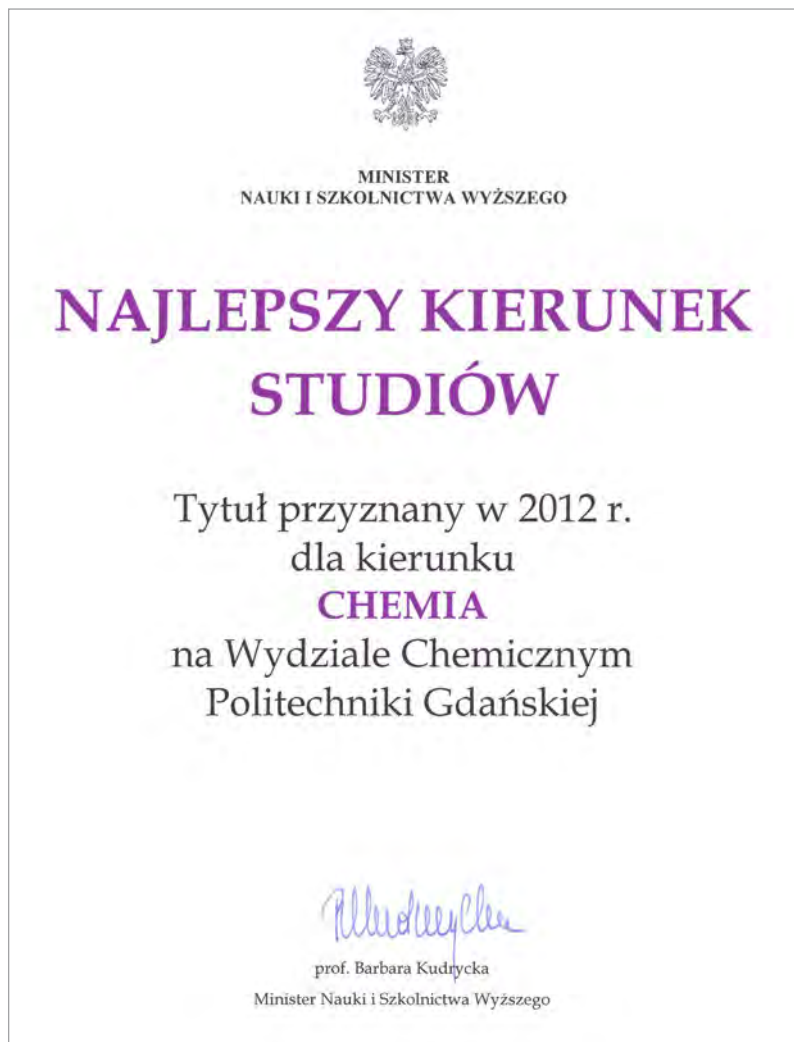 MINISTER
NAUKI I SZKOLNICTWA WYŻSZEGO
NAJLEPSZY KIERUNEK
STUDIÓW
Tytuł przyznany w 2012 r.
dla kierunku
CHEMIA
na Wydziale Chemicznym
Politechniki Gdańskiej
prof. Barbara Kudrycka
Minister Nauki i Szkolnictwa Wyższego